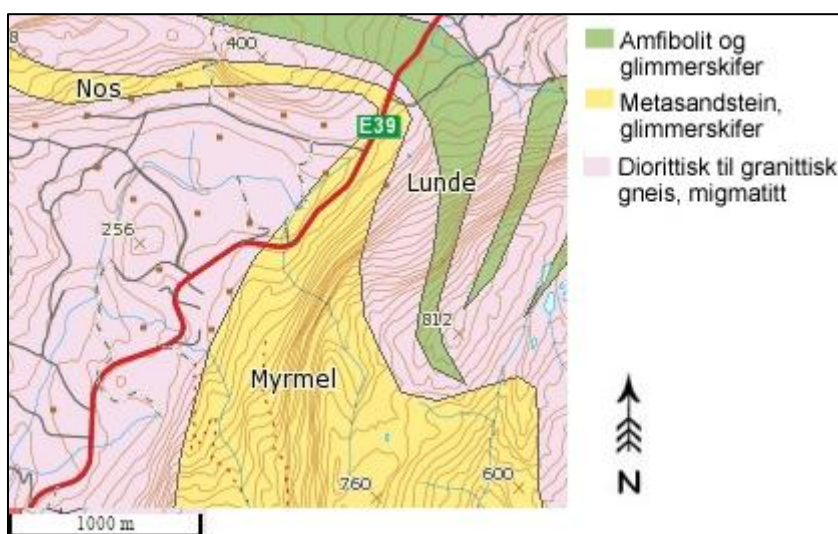 400
Nos
E39
Lunde
256
812
Myrmel
760
600
1000 m
Amfibolit og
glimmerskifer
Metasandstein,
glimmerskifer
Diorittisk til granittisk
gneis, migmatitt
N